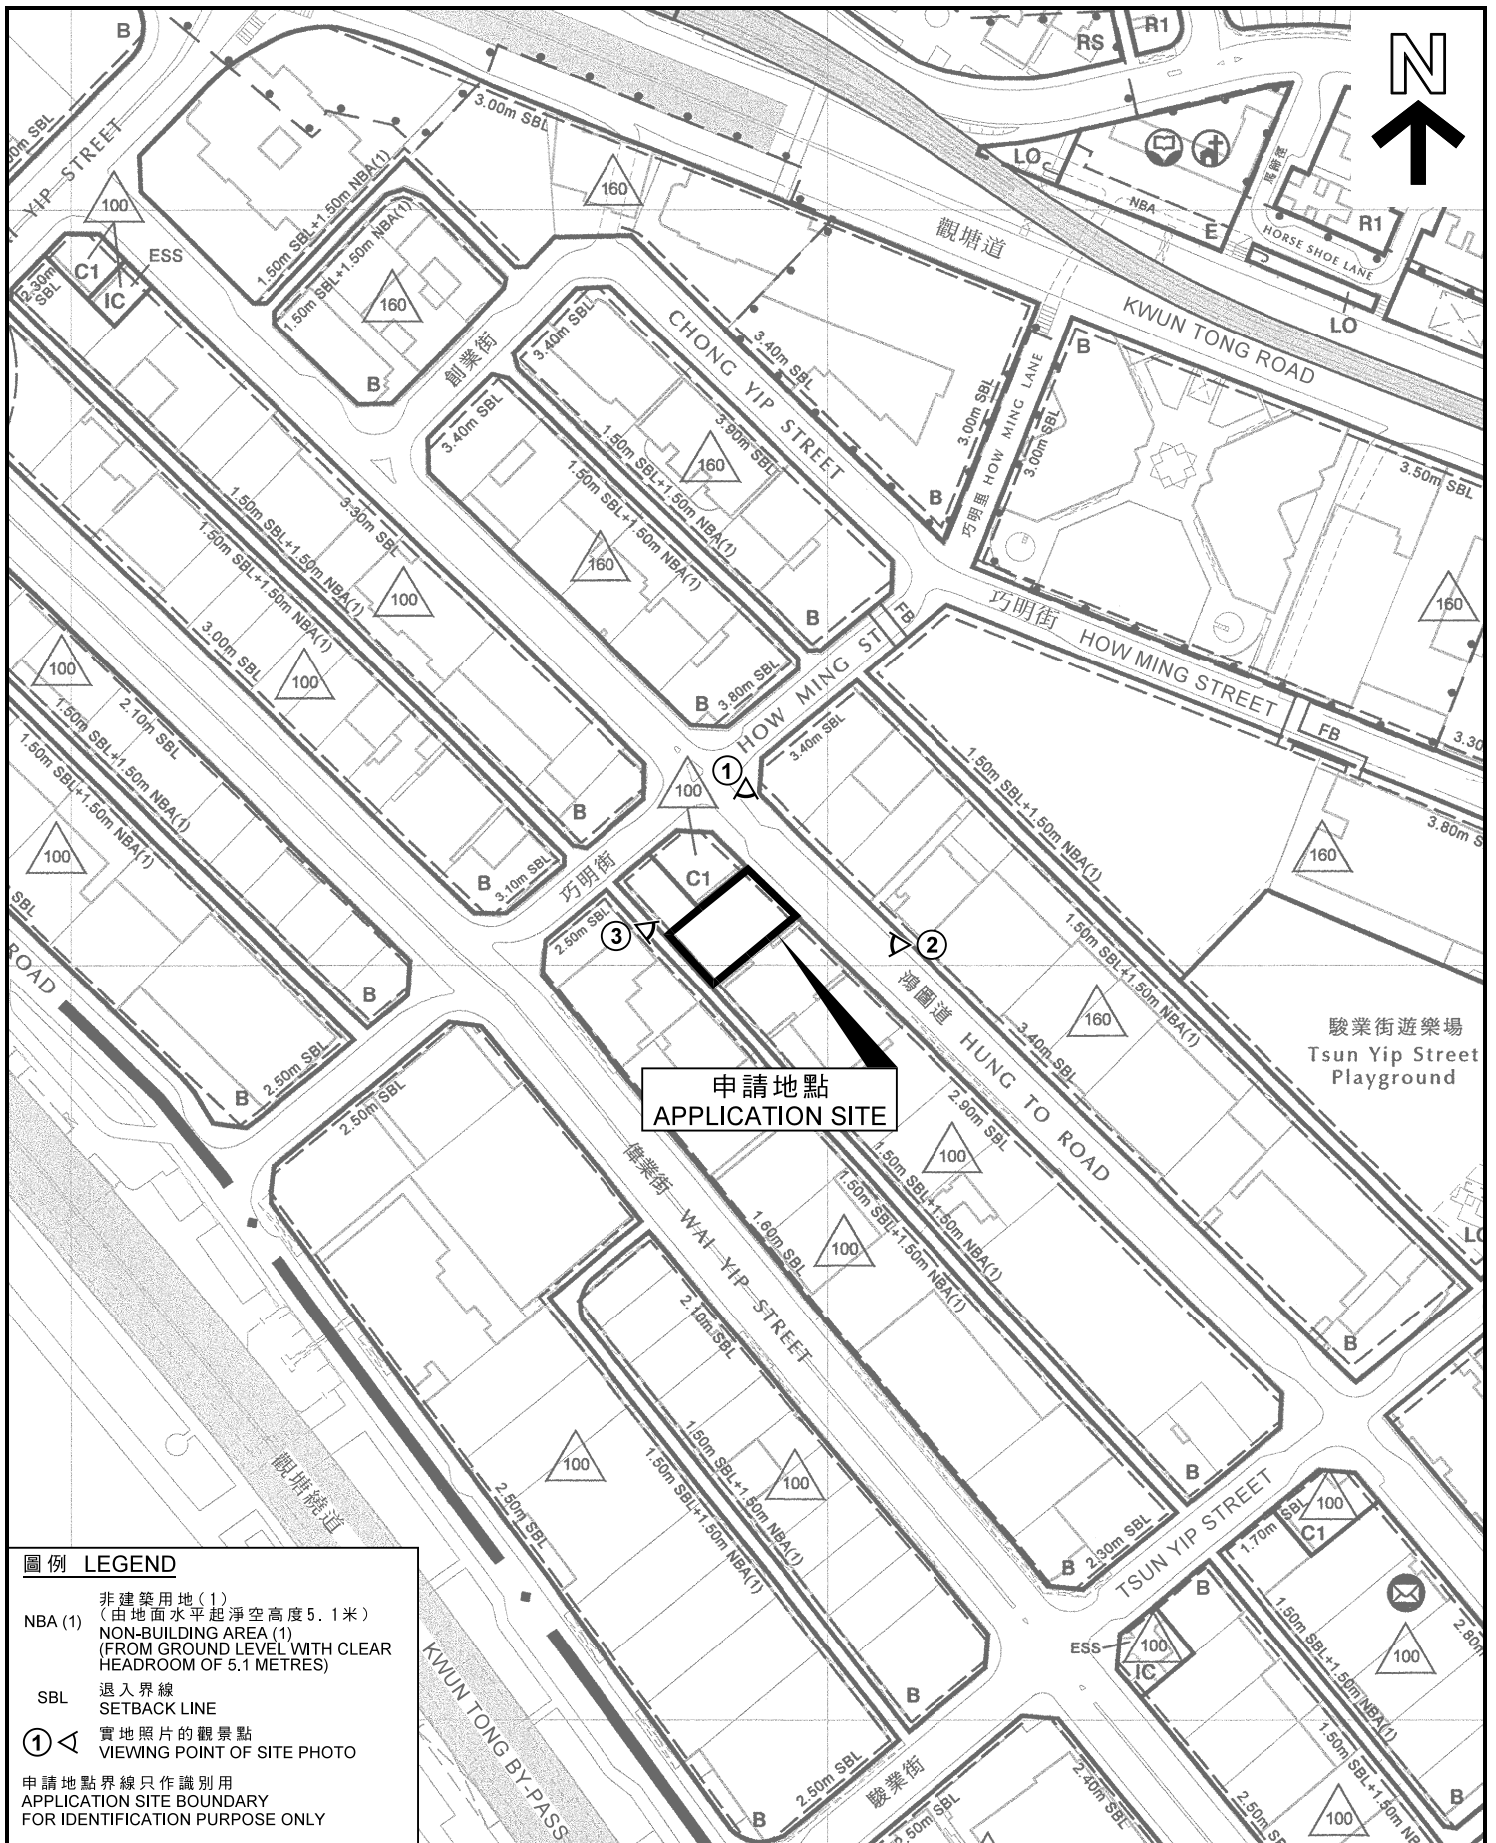 B
R1
RS
N
YIP STREET
3.00m SBL
100
160
1.50m SBL+1.50m NBA(1)
1.50m SBL+1.50m NBA(1)
160
LO
NBA
E
R1
HORSE SHOE LANE
LO
ESS
C1
IC
2.30m
SBL
觀塘道
KWUN TONG ROAD
創業街
B
3.40m SBL
CHONG YIP STREET
3.40m SBL
3.00m SBL
巧明里 HOW MING LANE
3.00m SBL
B
B
3.50m SBL
3.40m SBL
3.90m SBL
160
1.50m SBL+1.50m NBA(1)
1.50m SBL+1.50m NBA(1)
160
B
FB
3.30m SBL
1.50m SBL+1.50m NBA(1)
1.50m SBL+1.50m NBA(1)
100
160
巧明街 HOW MING STREET
FB
3.30
3.00m SBL
100
100
2.10m SBL
1.50m SBL+1.50m NBA(1)
1.50m SBL+1.50m NBA(1)
100
B
3.80m SBL
HOW MING ST
3.40m SBL
1.50m SBL+1.50m NBA(1)
1
100
B
B
3.10m SBL
巧明街
C1
3.80m S
160
SBL
ROAD
2.50m SBL
3
2
1.50m SBL+1.50m NBA(1)
鴻圖道 HUNG TO ROAD
3.40m SBL
160
駿業街遊樂場
Tsun Yip Street
Playground
B
2.50m SBL
B
申請地點
APPLICATION SITE
2.50m SBL
2.90m SBL
100
1.50m SBL+1.50m NBA(1)
1.50m SBL+1.50m NBA(1)
偉業街 WAI YIP STREET
1.60m SBL
100
2.10m SBL
B
1.50m SBL+1.50m NBA(1)
1.50m SBL+1.50m NBA(1)
100
100
2.50m SBL
觀塘繞道
KWUN TONG BY-PASS
B
2.30m SBL
B
TSUN YIP STREET
100
C1
1.70m SBL
B
ESS
100
IC
1.50m SBL+1.50m NBA(1)
2.80m
100
1.50m SBL+1.50m N
B
2.50m SBL
B
駿業街
2.50m SBL
2.40m SBL
2.50m S
100
B
圖例 LEGEND
NBA (1)
非建築用地(1)
(由地面水平起淨空高度5.1米)
NON-BUILDING AREA (1)
(FROM GROUND LEVEL WITH CLEAR
HEADROOM OF 5.1 METRES)
SBL
退入界線
SETBACK LINE
1
實地照片的觀景點
VIEWING POINT OF SITE PHOTO
申請地點界線只作識別用
APPLICATION SITE BOUNDARY
FOR IDENTIFICATION PURPOSE ONLY